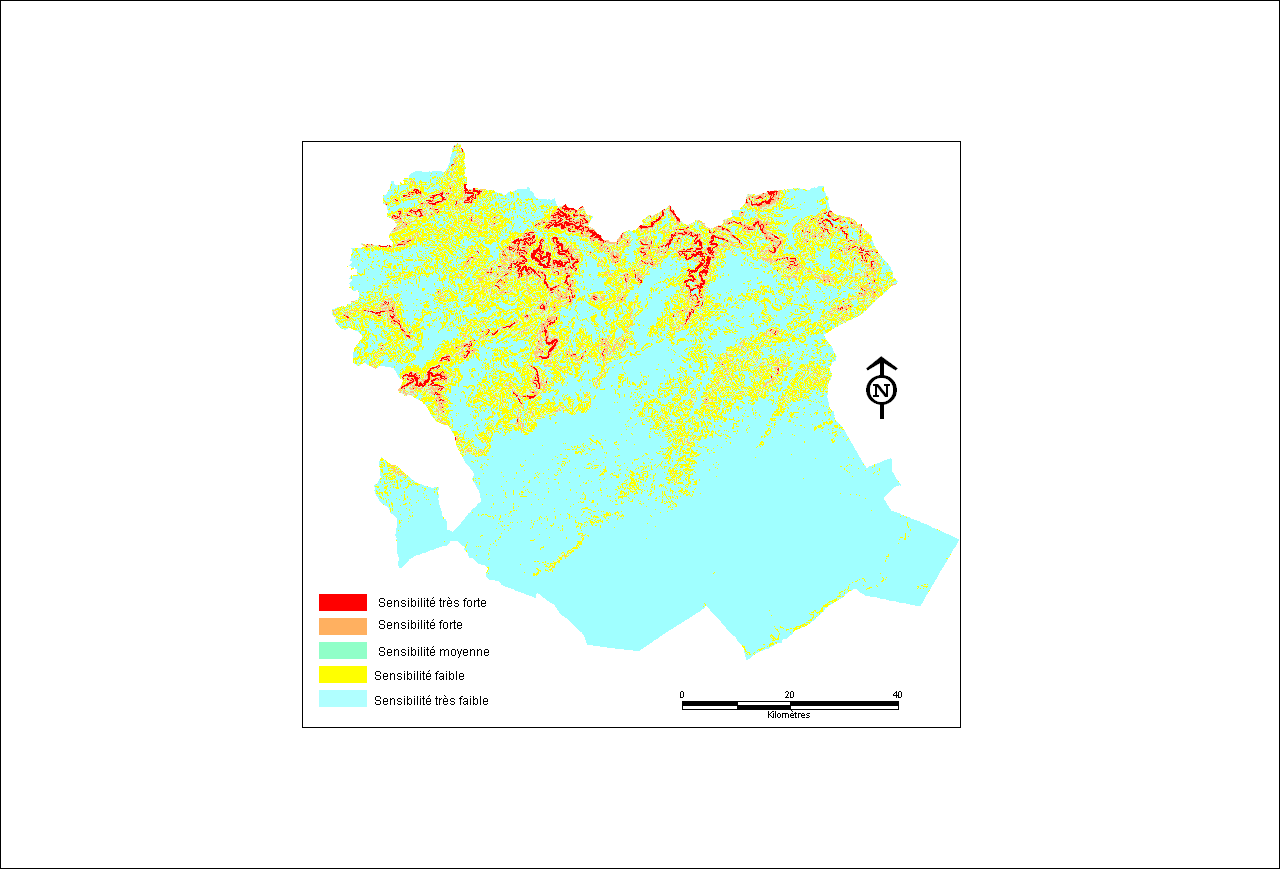 N
Sensibilité très forte
Sensibilité forte
Sensibilité moyenne
Sensibilité faible
Sensibilité très faible
0 20 40
Kilomètres